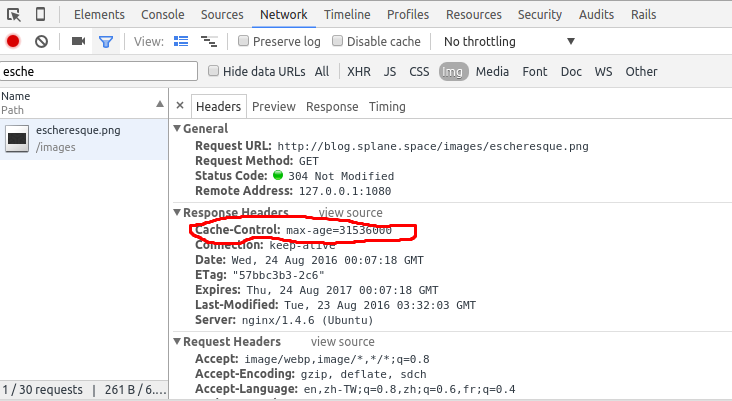 Elements Console Sources Network Timeline Profiles Resources Security Audits Rails
View: Preserve log Disable cache No throttling
esche Hide data URLs All XHR JS CSS Img Media Font Doc WS Other
Name
Path
× Headers Preview Response Timing
escheresque.png
/images
General
Request URL: http://blog.splane.space/images/escheresque.png
Request Method: GET
Status Code: 304 Not Modified
Remote Address: 127.0.0.1:1080
Response Headers view source
Cache-Control: max-age=31536000
Connection: keep-alive
Date: Wed, 24 Aug 2016 00:07:18 GMT
ETag: "57bbc3b3-2c6"
Expires: Thu, 24 Aug 2017 00:07:18 GMT
Last-Modified: Tue, 23 Aug 2016 03:32:03 GMT
Server: nginx/1.4.6 (Ubuntu)
Request Headers view source
Accept: image/webp,image/*,*/*;q=0.8
Accept-Encoding: gzip, deflate, sdch
Accept-Language: en,zh-TW;q=0.8,zh;q=0.6,fr;q=0.4
1 / 30 requests | 261 B / 6....